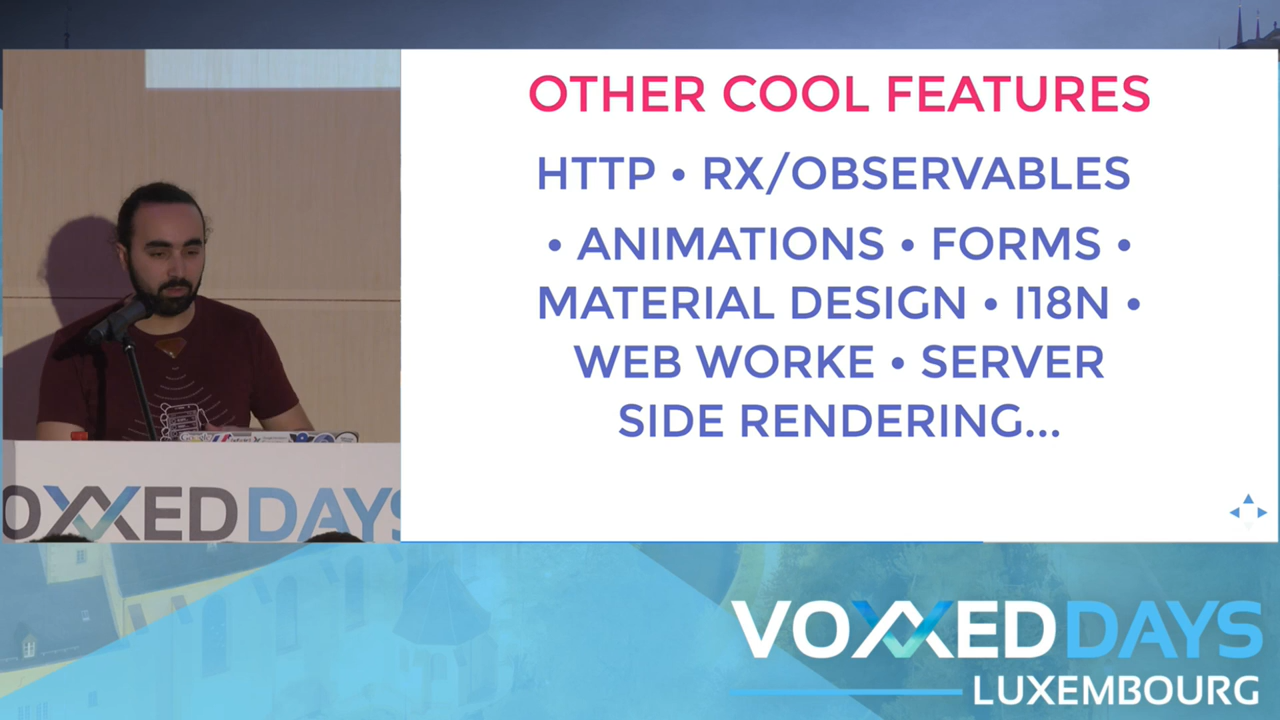 OTHER COOL FEATURES
HTTP • RX/OBSERVABLES
• ANIMATIONS • FORMS •
MATERIAL DESIGN • I18N •
WEB WORKE • SERVER
SIDE RENDERING...
VOXXED DAYS
VOXXED DAYS
LUXEMBOURG